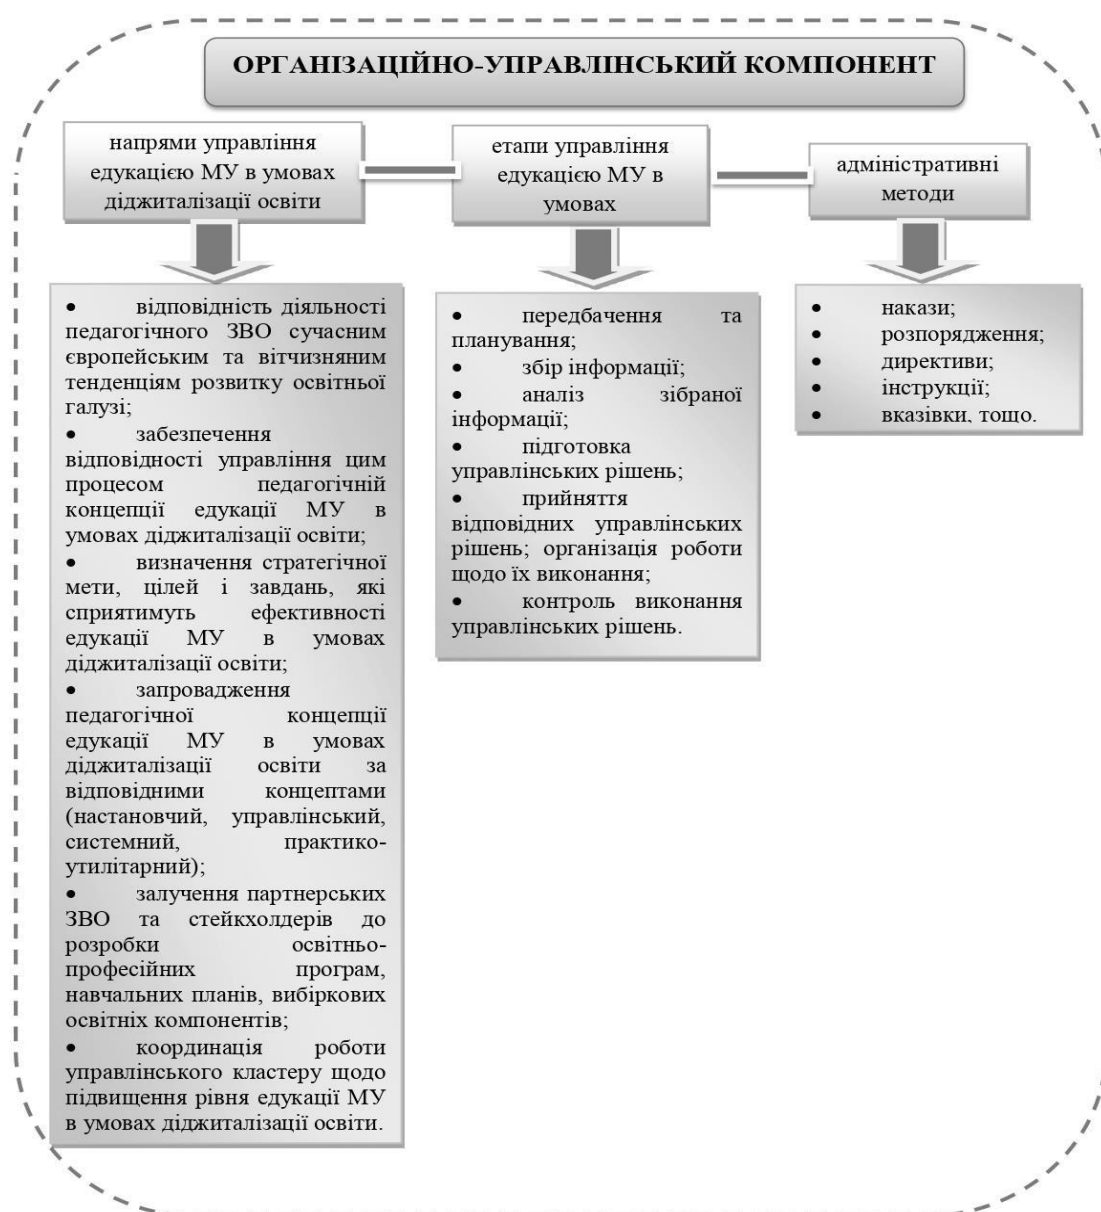 ОРГАНІЗАЦІЙНО-УПРАВЛІНСЬКИЙ КОМПОНЕНТ
напрями управління
едукацією МУ в умовах
діджиталізації освіти
етапи управління
едукацією МУ в
умовах
адміністративні
методи
• відповідність діяльності
педагогічного ЗВО сучасним
європейським та вітчизняним
тенденціям розвитку освітньої
галузі;
• забезпечення
відповідності управління цим
процесом педагогічній
концепції едукації МУ в
умовах діджиталізації освіти;
• визначення стратегічної
мети, цілей і завдань, які
сприятимуть ефективності
едукації МУ в умовах
діджиталізації освіти;
• запровадження
педагогічної концепції
едукації МУ в умовах
діджиталізації освіти за
відповідними концептами
(настановчий, управлінський,
системний, практико-
утилітарний);
• залучення партнерських
ЗВО та стейкхолдерів до
розробки освітньо-
професійних програм,
навчальних планів, вибіркових
освітніх компонентів;
• координація роботи
управлінського кластеру щодо
підвищення рівня едукації МУ
в умовах діджиталізації освіти.
• передбачення та
планування;
• збір інформації;
• аналіз зібраної
інформації;
• підготовка
управлінських рішень;
• прийняття
відповідних управлінських
рішень; організація роботи
щодо їх виконання;
• контроль виконання
управлінських рішень.
• накази;
• розпорядження;
• директиви;
• інструкції;
• вказівки, тощо.